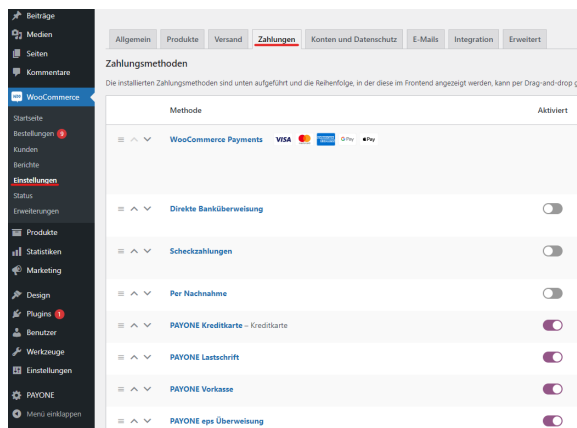 Beiträge
Medien
Seiten
Kommentare
WooCommerce
Startseite
Bestellungen 9
Kunden
Berichte
Einstellungen
Status
Erweiterungen
Produkte
Statistiken
Marketing
Design
Plugins 1
Benutzer
Werkzeuge
Einstellungen
PAYONE
Menü einklappen
Allgemein Produkte Versand Zahlungen Konten und Datenschutz E-Mails Integration Erweitert
Zahlungsmethoden
Die installierten Zahlungsmethoden sind unten aufgeführt und die Reihenfolge, in der diese im Frontend angezeigt werden, kann per Drag-and-drop
Methode Aktiviert
WooCommerce Payments VISA G Pay Pay
Direkte Banküberweisung
Scheckzahlungen
Per Nachnahme
PAYONE Kreditkarte – Kreditkarte
PAYONE Lastschrift
PAYONE Vorkasse
PAYONE eps Überweisung